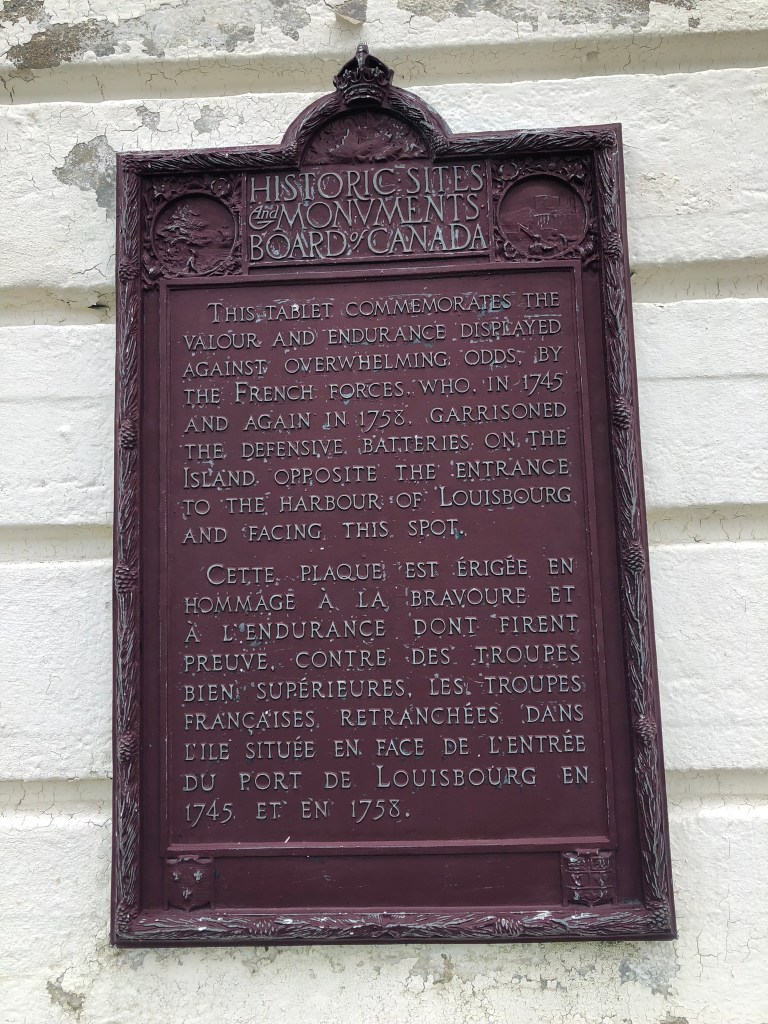 HISTORIC SITES
And MONVMENTS
BOARD of CANADA
THIS TABLET COMMEMORATES THE
VALOUR AND ENDURANCE DISPLAYED
AGAINST OVERWHELMING ODDS, BY
THE FRENCH FORCES, WHO, IN 1745
AND AGAIN IN 1758, GARRISONED
THE DEFENSIVE BATTERIES ON THE
ISLAND OPPOSITE THE ENTRANCE
TO THE HARBOUR OF LOUISBOURG
AND FACING THIS SPOT.
CETTE PLAQUE EST ÉRIGÉE EN
HOMMAGE À LA BRAVOURE ET
À L'ENDURANCE DONT FIRENT
PREUVE, CONTRE DES TROUPES
BIEN SUPÉRIEURES, LES TROUPES
FRANÇAISES RETRANCHÉES DANS
L'ILE SITUÉE EN FACE DE L'ENTRÉE
DU PORT DE LOUISBOURG EN
1745 ET EN 1758.